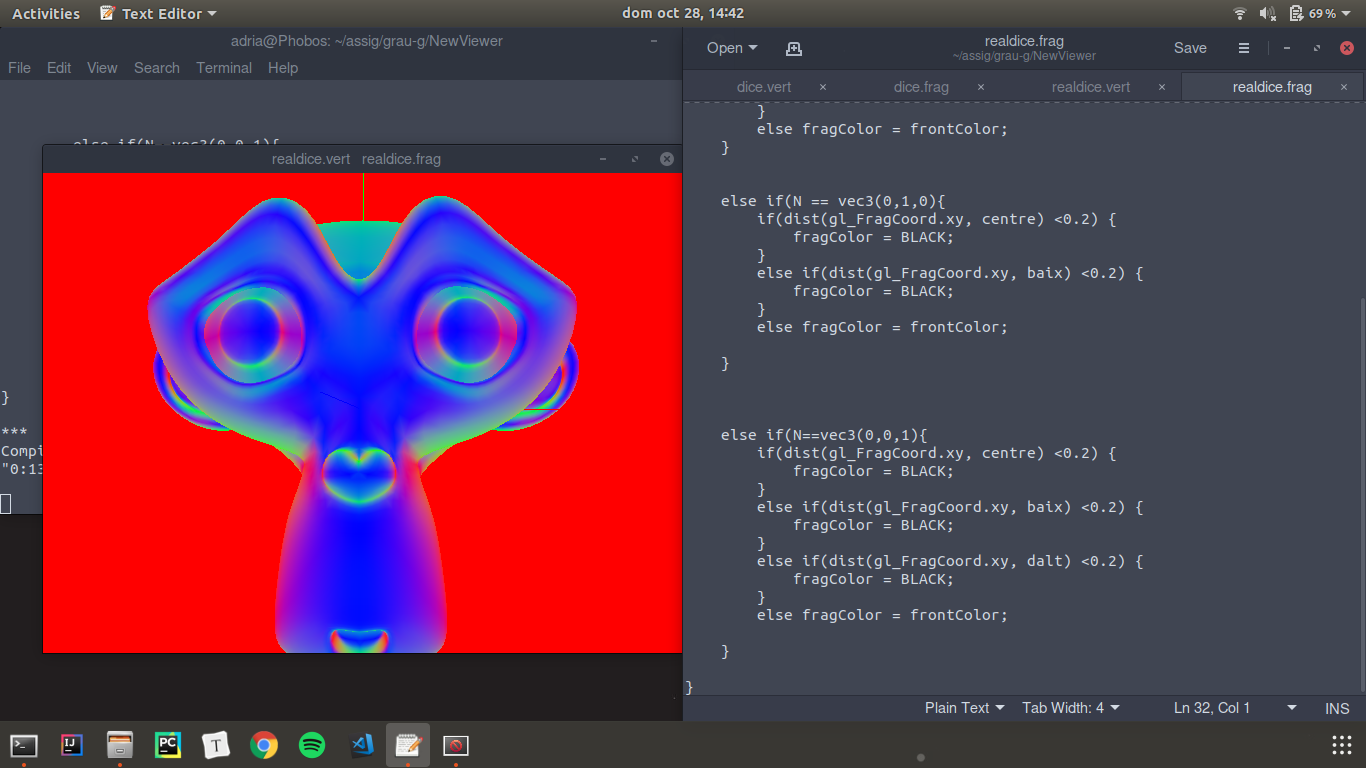 Activities Text Editor dom oct 28, 14:42 69 %
adria@Phobos: ~/assig/grau-g/NewViewer
File Edit View Search Terminal Help
else if(N==vec3(0,0,1){
}
***
Compi
"0:13
realdice.vert realdice.frag
Open realdice.frag Save
~/assig/grau-g/NewViewer
dice.vert × dice.frag × realdice.vert × realdice.frag ×
}
else fragColor = frontColor;
}
else if(N == vec3(0,1,0){
if(dist(gl_FragCoord.xy, centre) <0.2) {
fragColor = BLACK;
}
else if(dist(gl_FragCoord.xy, baix) <0.2) {
fragColor = BLACK;
}
else fragColor = frontColor;
}
else if(N==vec3(0,0,1){
if(dist(gl_FragCoord.xy, centre) <0.2) {
fragColor = BLACK;
}
else if(dist(gl_FragCoord.xy, baix) <0.2) {
fragColor = BLACK;
}
else if(dist(gl_FragCoord.xy, dalt) <0.2) {
fragColor = BLACK;
}
else fragColor = frontColor;
}
}
Plain Text Tab Width: 4 Ln 32, Col 1 INS
>_ IJ PC T